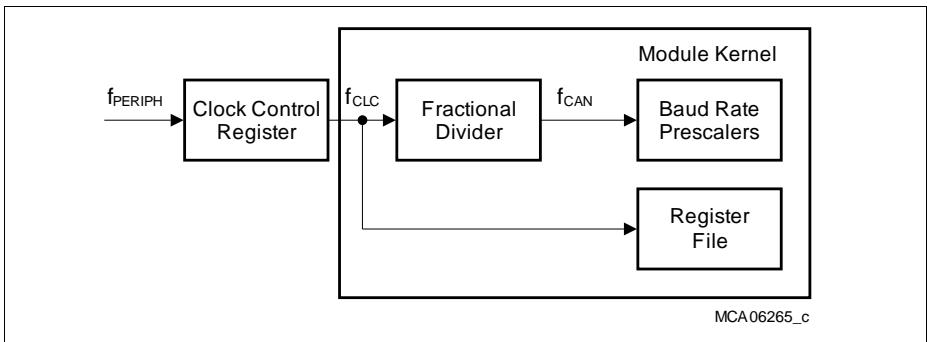 Module Kernel
fPERIPH
Clock Control
Register
fCLC
Fractional
Divider
fCAN
Baud Rate
Prescalers
Register
File
MCA06265_c